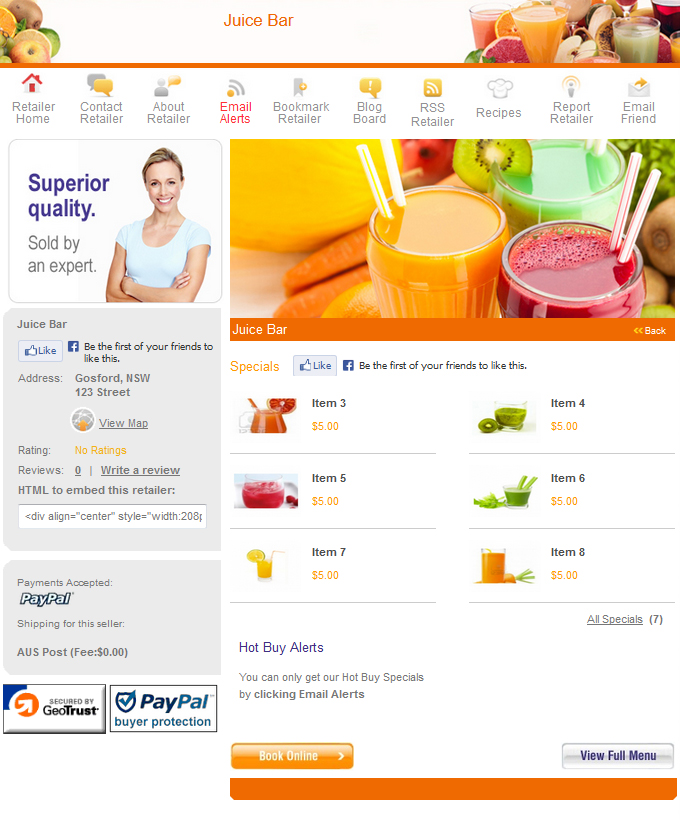 Juice Bar
Retailer Home
Contact Retailer
About Retailer
Email Alerts
Bookmark Retailer
Blog Board
RSS Retailer
Recipes
Report Retailer
Email Friend
Superior
quality.
Sold by
an expert.
Juice Bar
Like
Be the first of your friends to
like this.
Address: Gosford, NSW
123 Street
View Map
Rating: No Ratings
Reviews: 0 | Write a review
HTML to embed this retailer:
<div align="center" style="width:208p
Payments Accepted:
PayPal
Shipping for this seller:
AUS Post (Fee:$0.00)
SECURED BY
GeoTrust
PayPal
buyer protection
Juice Bar
Back
Specials Like Be the first of your friends to like this.
Item 3
$5.00
Item 4
$5.00
Item 5
$5.00
Item 6
$5.00
Item 7
$5.00
Item 8
$5.00
All Specials (7)
Hot Buy Alerts
You can only get our Hot Buy Specials
by clicking Email Alerts
Book Online
View Full Menu